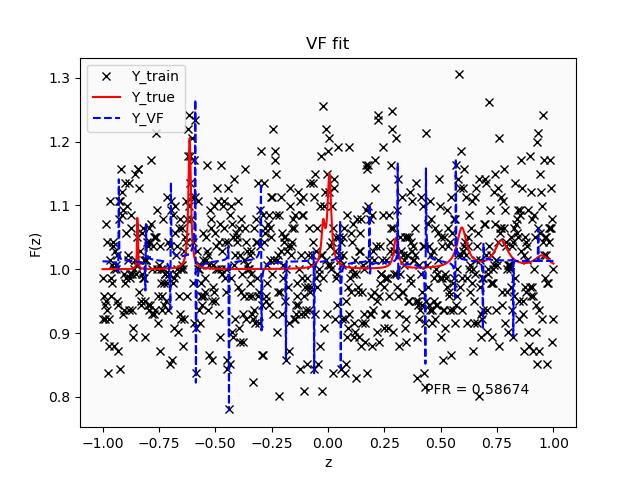 VF fit
Y_train
Y_true
Y_VF
1.3
1.2
1.1
1.0
0.9
0.8
F(z)
PFR = 0.58674
−1.00 −0.75 −0.50 −0.25 0.00 0.25 0.50 0.75 1.00
z